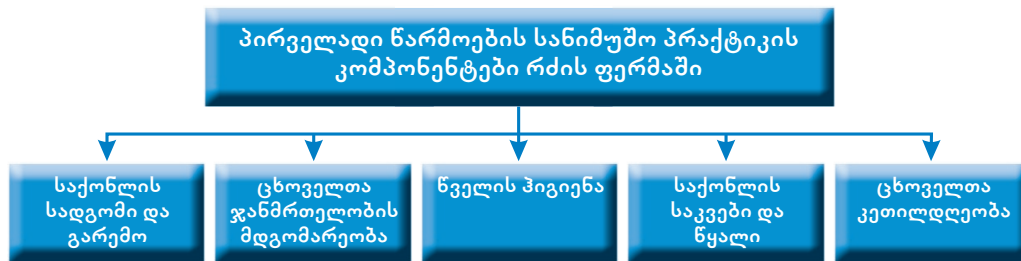 პირველადი წარმოების სანიმუშო პრაქტიკის
კომპონენტები რძის ფერმაში
საქონლის
სადგომი და
გარემო
ცხოველთა
ჯანმრთელობის
მდგომარეობა
წველის ჰიგიენა
საქონლის
საკვები და
წყალი
ცხოველთა
კეთილდღეობა